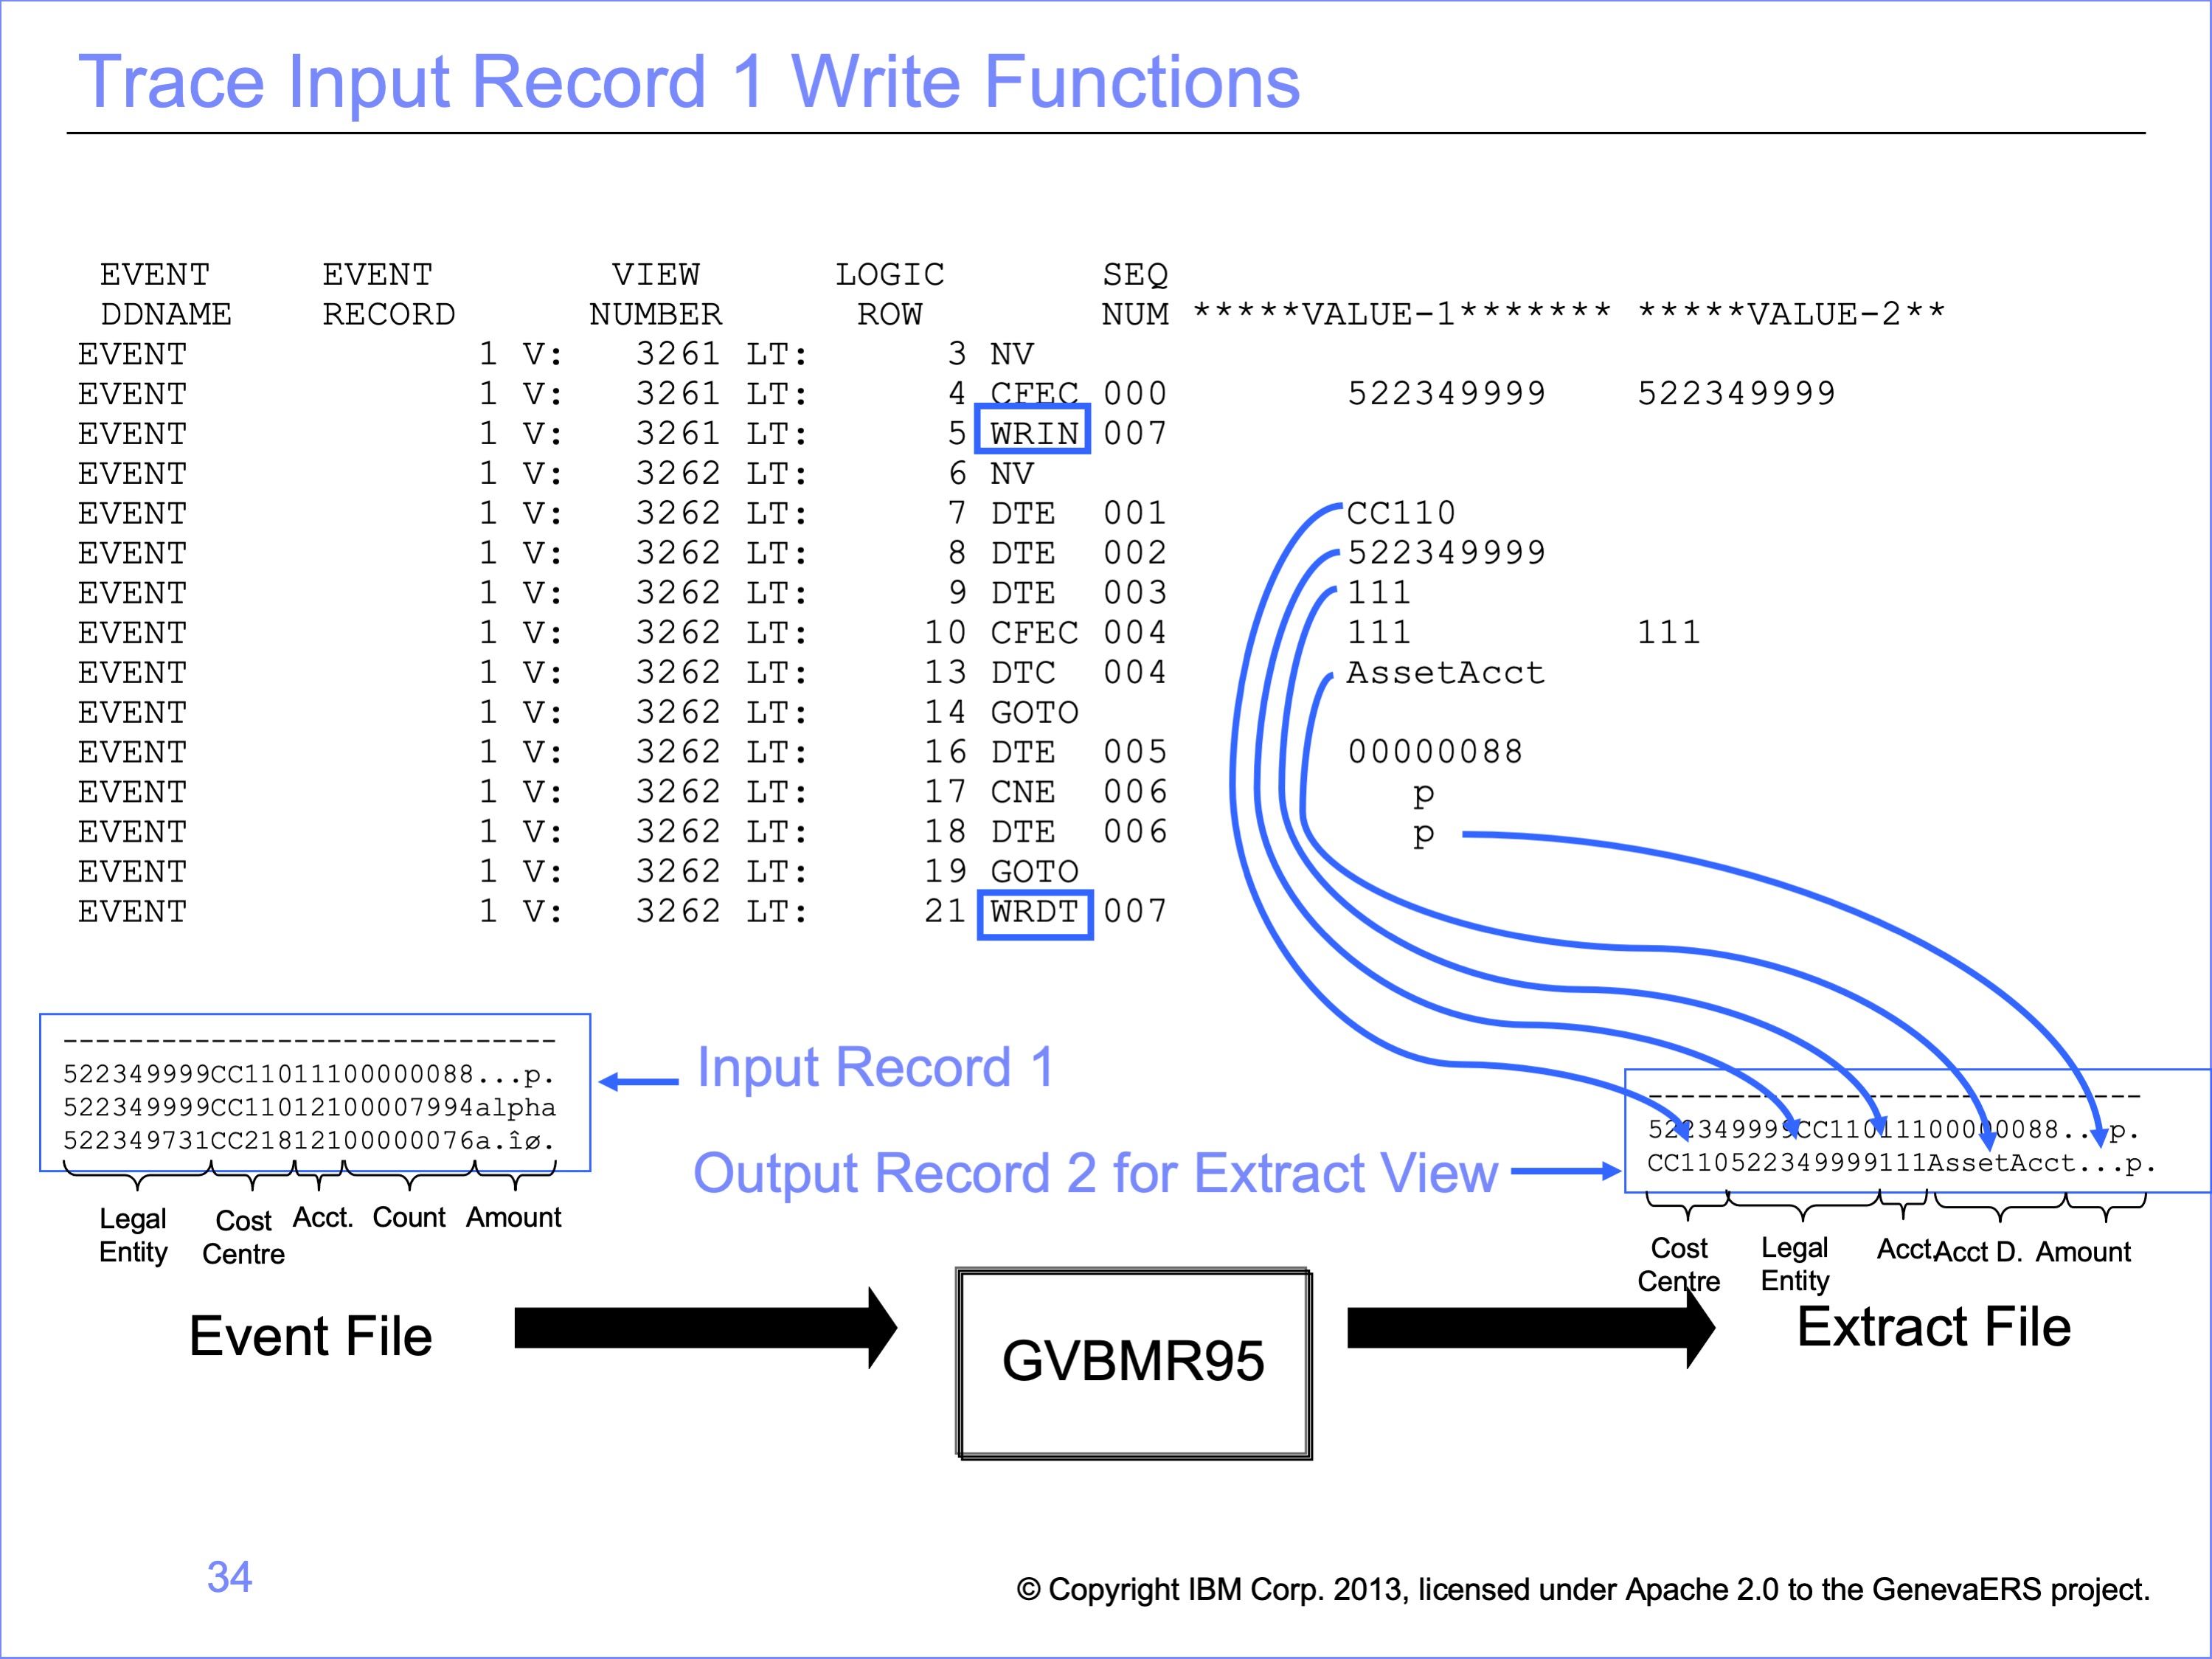 Trace Input Record 1 Write Functions
EVENT EVENT VIEW LOGIC SEQ
DDNAME RECORD NUMBER ROW NUM *****VALUE-1******* *****VALUE-2**
EVENT 1 V: 3261 LT: 3 NV
EVENT 1 V: 3261 LT: 4 CFEC 000 522349999 522349999
EVENT 1 V: 3261 LT: 5 WRIN 007
EVENT 1 V: 3262 LT: 6 NV
EVENT 1 V: 3262 LT: 7 DTE 001 CC110
EVENT 1 V: 3262 LT: 8 DTE 002 522349999
EVENT 1 V: 3262 LT: 9 DTE 003 111
EVENT 1 V: 3262 LT: 10 CFEC 004 111 111
EVENT 1 V: 3262 LT: 13 DTC 004 AssetAcct
EVENT 1 V: 3262 LT: 14 GOTO
EVENT 1 V: 3262 LT: 16 DTE 005 00000088
EVENT 1 V: 3262 LT: 17 CNE 006 p
EVENT 1 V: 3262 LT: 18 DTE 006 p
EVENT 1 V: 3262 LT: 19 GOTO
EVENT 1 V: 3262 LT: 21 WRDT 007
------------------------------
522349999CC11011100000088...p.
522349999CC11012100007994alpha
522349731CC21812100000076a.îø.
Legal Entity
Cost Centre
Acct.
Count
Amount
Input Record 1
Output Record 2 for Extract View
------------------------------
522349999CC11011100000088...p.
CC110522349999111AssetAcct...p.
Cost Centre
Legal Entity
Acct.
Acct D.
Amount
Event File
GVBMR95
Extract File
34
© Copyright IBM Corp. 2013, licensed under Apache 2.0 to the GenevaERS project.